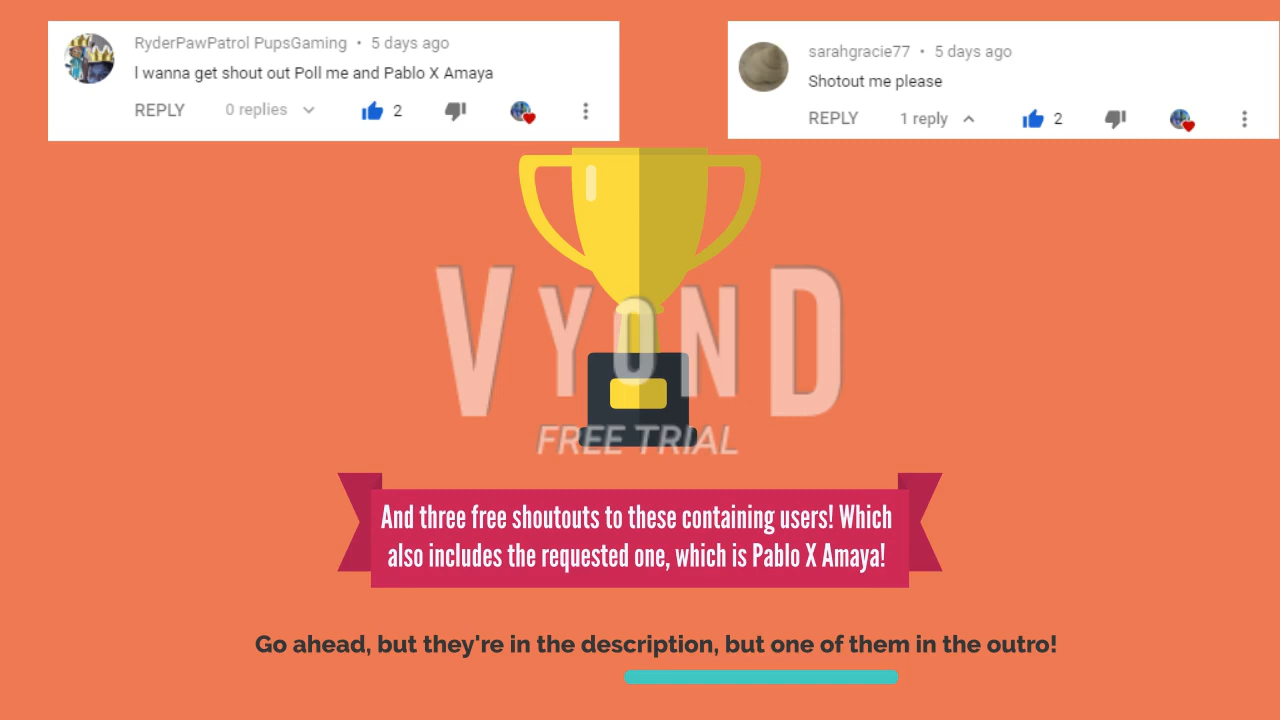 RyderPawPatrol PupsGaming • 5 days ago
I wanna get shout out Poll me and Pablo X Amaya
REPLY 0 replies 2
sarahgracie77 • 5 days ago
Shotout me please
REPLY 1 reply 2
VYOND
FREE TRIAL
And three free shoutouts to these containing users! Which
also includes the requested one, which is Pablo X Amaya!
Go ahead, but they're in the description, but one of them in the outro!